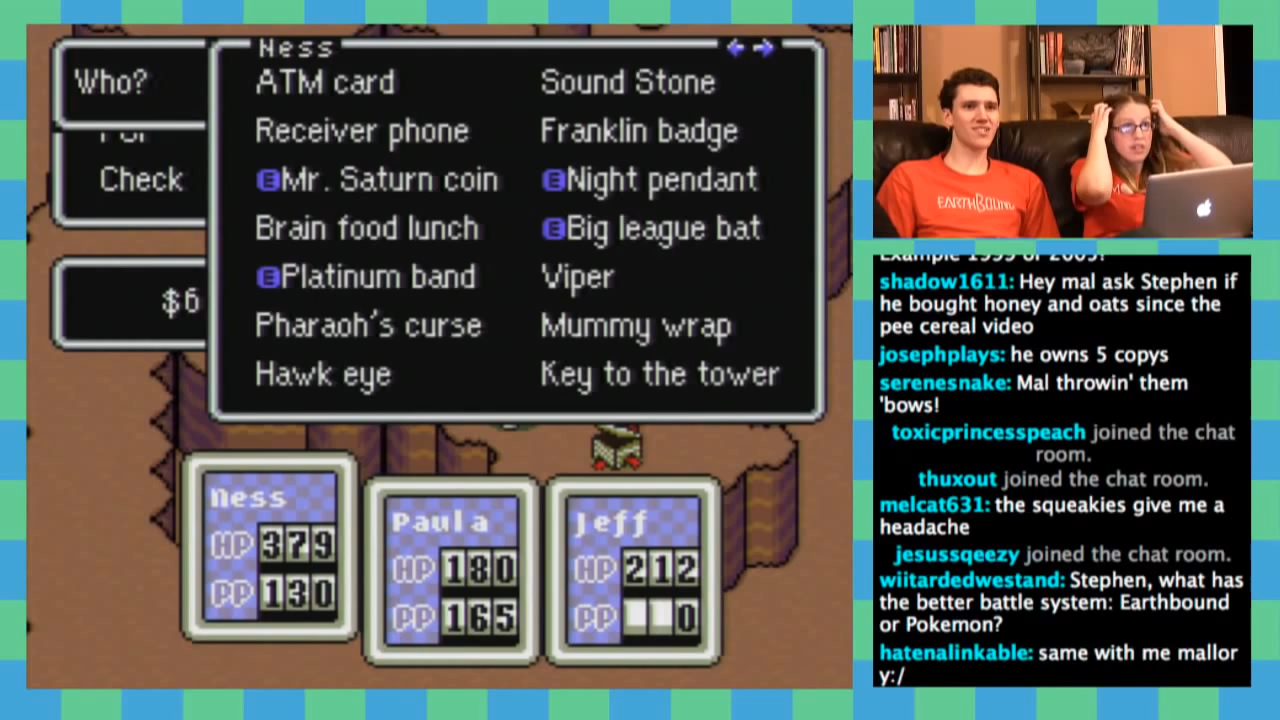 Ness
Who?
ATM card
Sound Stone
Receiver phone
Franklin badge
Check
E Mr. Saturn coin
E Night pendant
Brain food lunch
E Big league bat
$6
E Platinum band
Viper
Pharaoh's curse
Mummy wrap
Hawk eye
Key to the tower
Ness
HP 379
PP 130
Paula
HP 180
PP 165
Jeff
HP 212
PP 0
EARTHBOUND
shadow1611: Hey mal ask Stephen if
he bought honey and oats since the
pee cereal video
josephplays: he owns 5 copys
serenesnake: Mal throwin' them
'bows!
toxicprincesspeach joined the chat
room.
thuxout joined the chat room.
melcat631: the squeakies give me a
headache
jesussqeezy joined the chat room.
wiitardedwestand: Stephen, what has
the better battle system: Earthbound
or Pokemon?
hatenalinkable: same with me mallor
y:/